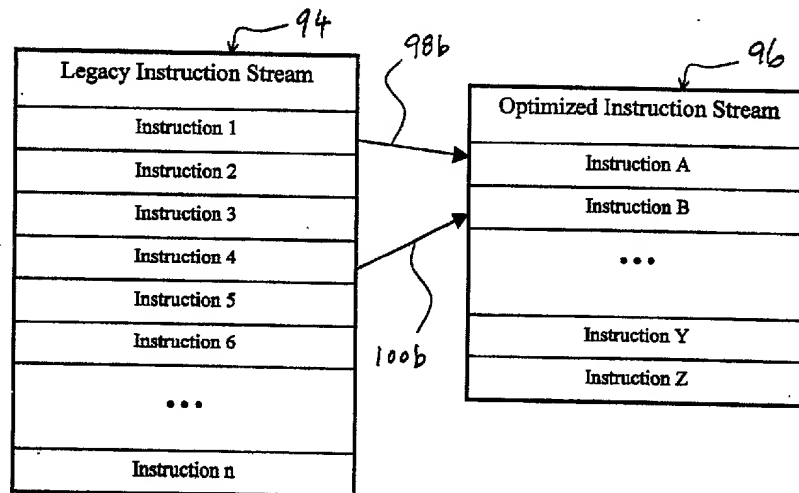 94
Legacy Instruction Stream
Instruction 1
Instruction 2
Instruction 3
Instruction 4
Instruction 5
Instruction 6
•••
Instruction n
98b
100b
96
Optimized Instruction Stream
Instruction A
Instruction B
•••
Instruction Y
Instruction Z